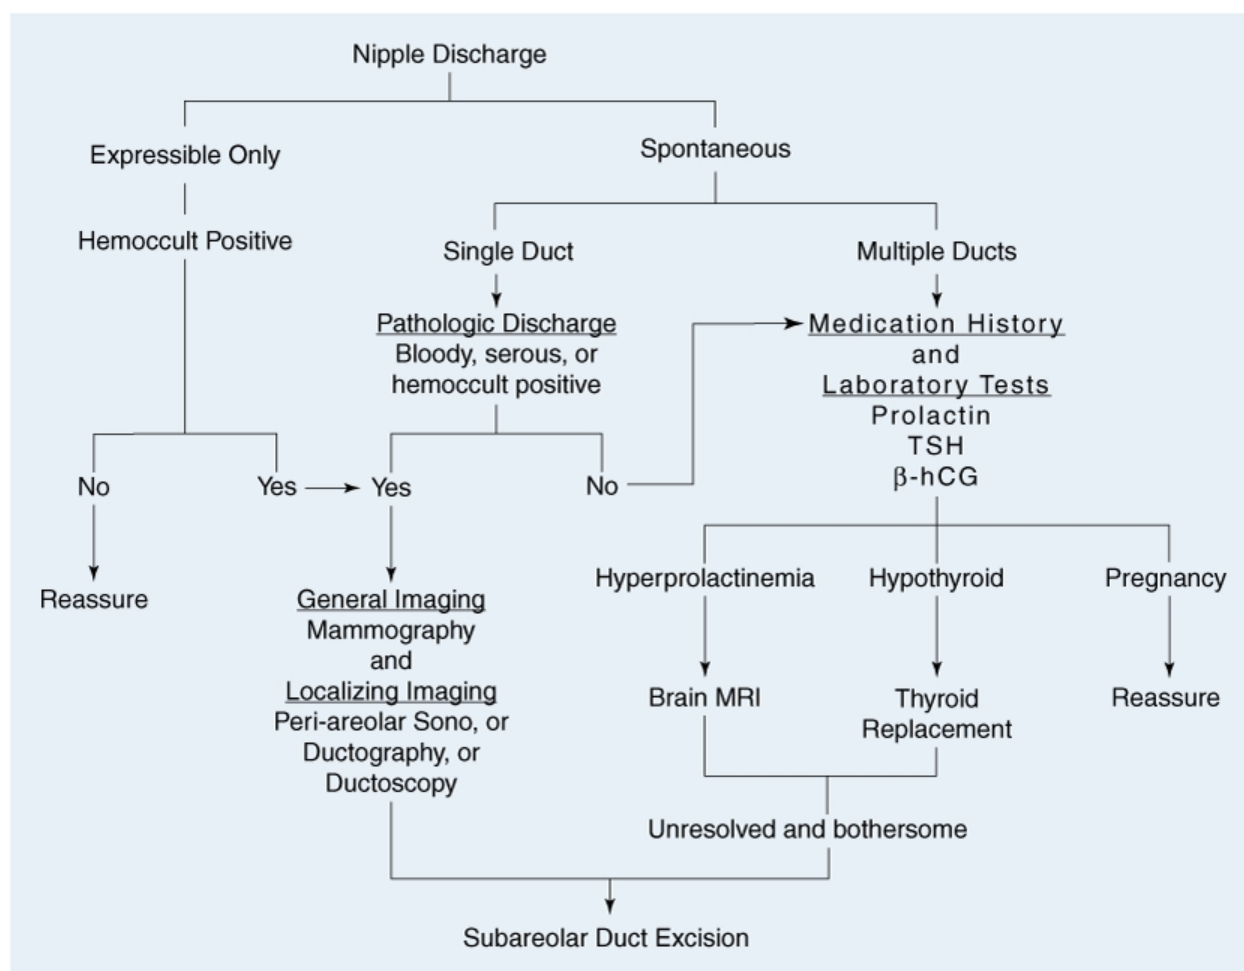 Nipple Discharge
Expressible Only
Spontaneous
Hemoccult Positive
Single Duct
Multiple Ducts
Pathologic Discharge
Bloody, serous, or
hemoccult positive
Medication History
and
Laboratory Tests
Prolactin
TSH
β-hCG
No
Yes
Yes
No
Reassure
General Imaging
Mammography
and
Localizing Imaging
Peri-areolar Sono, or
Ductography, or
Ductoscopy
Hyperprolactinemia
Hypothyroid
Pregnancy
Brain MRI
Thyroid
Replacement
Reassure
Unresolved and bothersome
Subareolar Duct Excision